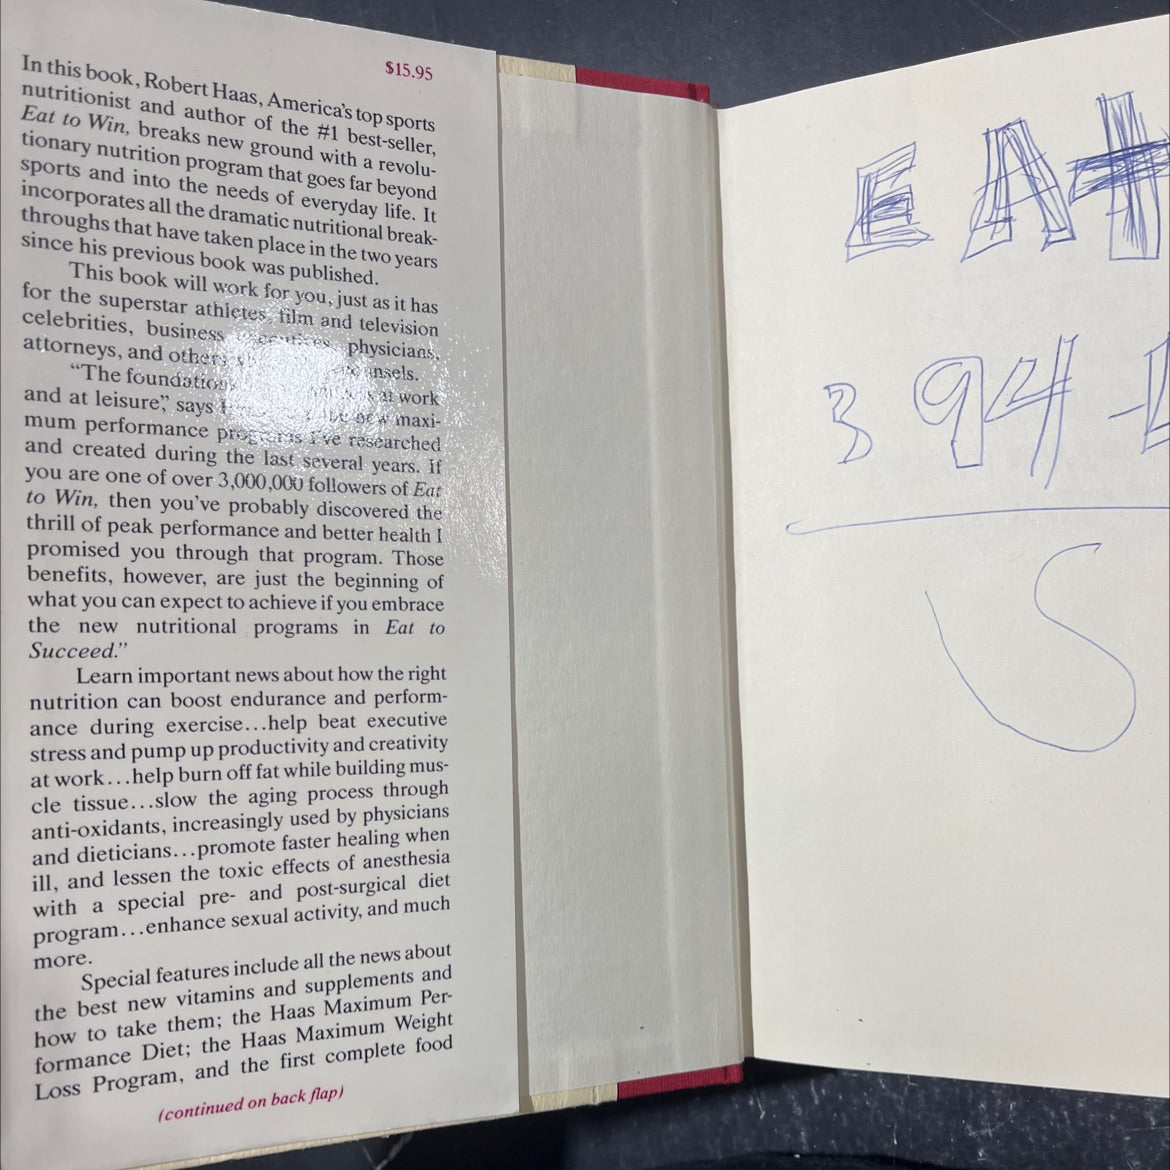 $15.95
In this book, Robert Haas, America's top sports
nutritionist and author of the #1 best-seller,
Eat to Win, breaks new ground with a revolu-
tionary nutrition program that goes far beyond
sports and into the needs of everyday life. It
incorporates all the dramatic nutritional break-
throughs that have taken place in the two years
since his previous book was published.
This book will work for you, just as it has
for the superstar athletes, film and television
celebrities, business executives, physicians,
attorneys, and others
"The foundation at work
and at leisure," says new maxi-
mum performance programs I've researched
and created during the last several years. If
you are one of over 3,000,000 followers of Eat
to Win, then you've probably discovered the
thrill of peak performance and better health I
promised you through that program. Those
benefits, however, are just the beginning of
what you can expect to achieve if you embrace
the new nutritional programs in Eat to
Succeed."
Learn important news about how the right
nutrition can boost endurance and perform-
ance during exercise...help beat executive
stress and pump up productivity and creativity
at work...help burn off fat while building mus-
cle tissue...slow the aging process through
anti-oxidants, increasingly used by physicians
and dieticians...promote faster healing when
ill, and lessen the toxic effects of anesthesia
with a special pre- and post-surgical diet
program...enhance sexual activity, and much
more.
Special features include all the news about
the best new vitamins and supplements and
how to take them; the Haas Maximum Per-
formance Diet; the Haas Maximum Weight
Loss Program, and the first complete food
(continued on back flap)
EAt
394-